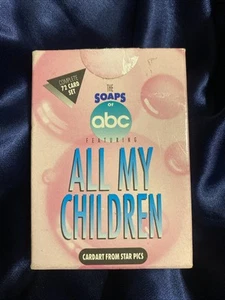 THE
SOAPS
OF
abc
COMPLETE
72 CARD
SET
FEATURING
ALL MY
CHILDREN
CARDART FROM STAR PICS